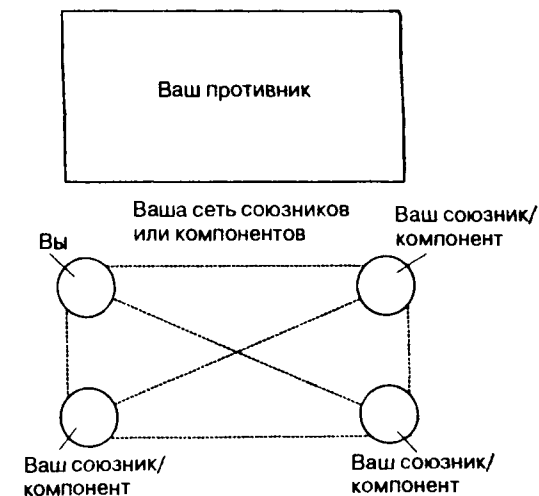 Ваш противник
Ваша сеть союзников
или компонентов
Ваш союзник/
компонент
Вы
Ваш союзник/
компонент
Ваш союзник/
компонент